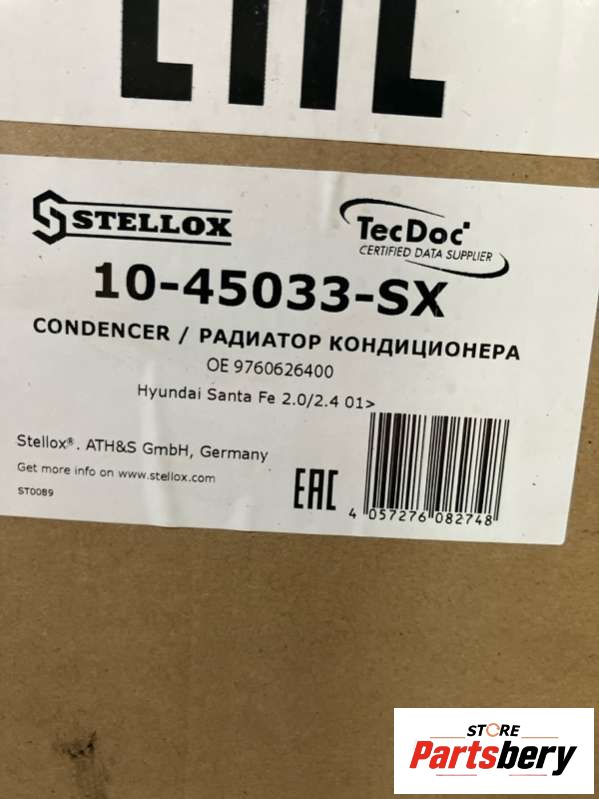 EAC
STELLOX
TecDoc
CERTIFIED DATA SUPPLIER
10-45033-SX
CONDENCER / РАДИАТОР КОНДИЦИОНЕРА
OE 9760626400
Hyundai Santa Fe 2.0/2.4 01>
Stellox®. ATH&S GmbH, Germany
Get more info on www.stellox.com
ST0089
EAC
4 057276 082748
STORE
Partsbery